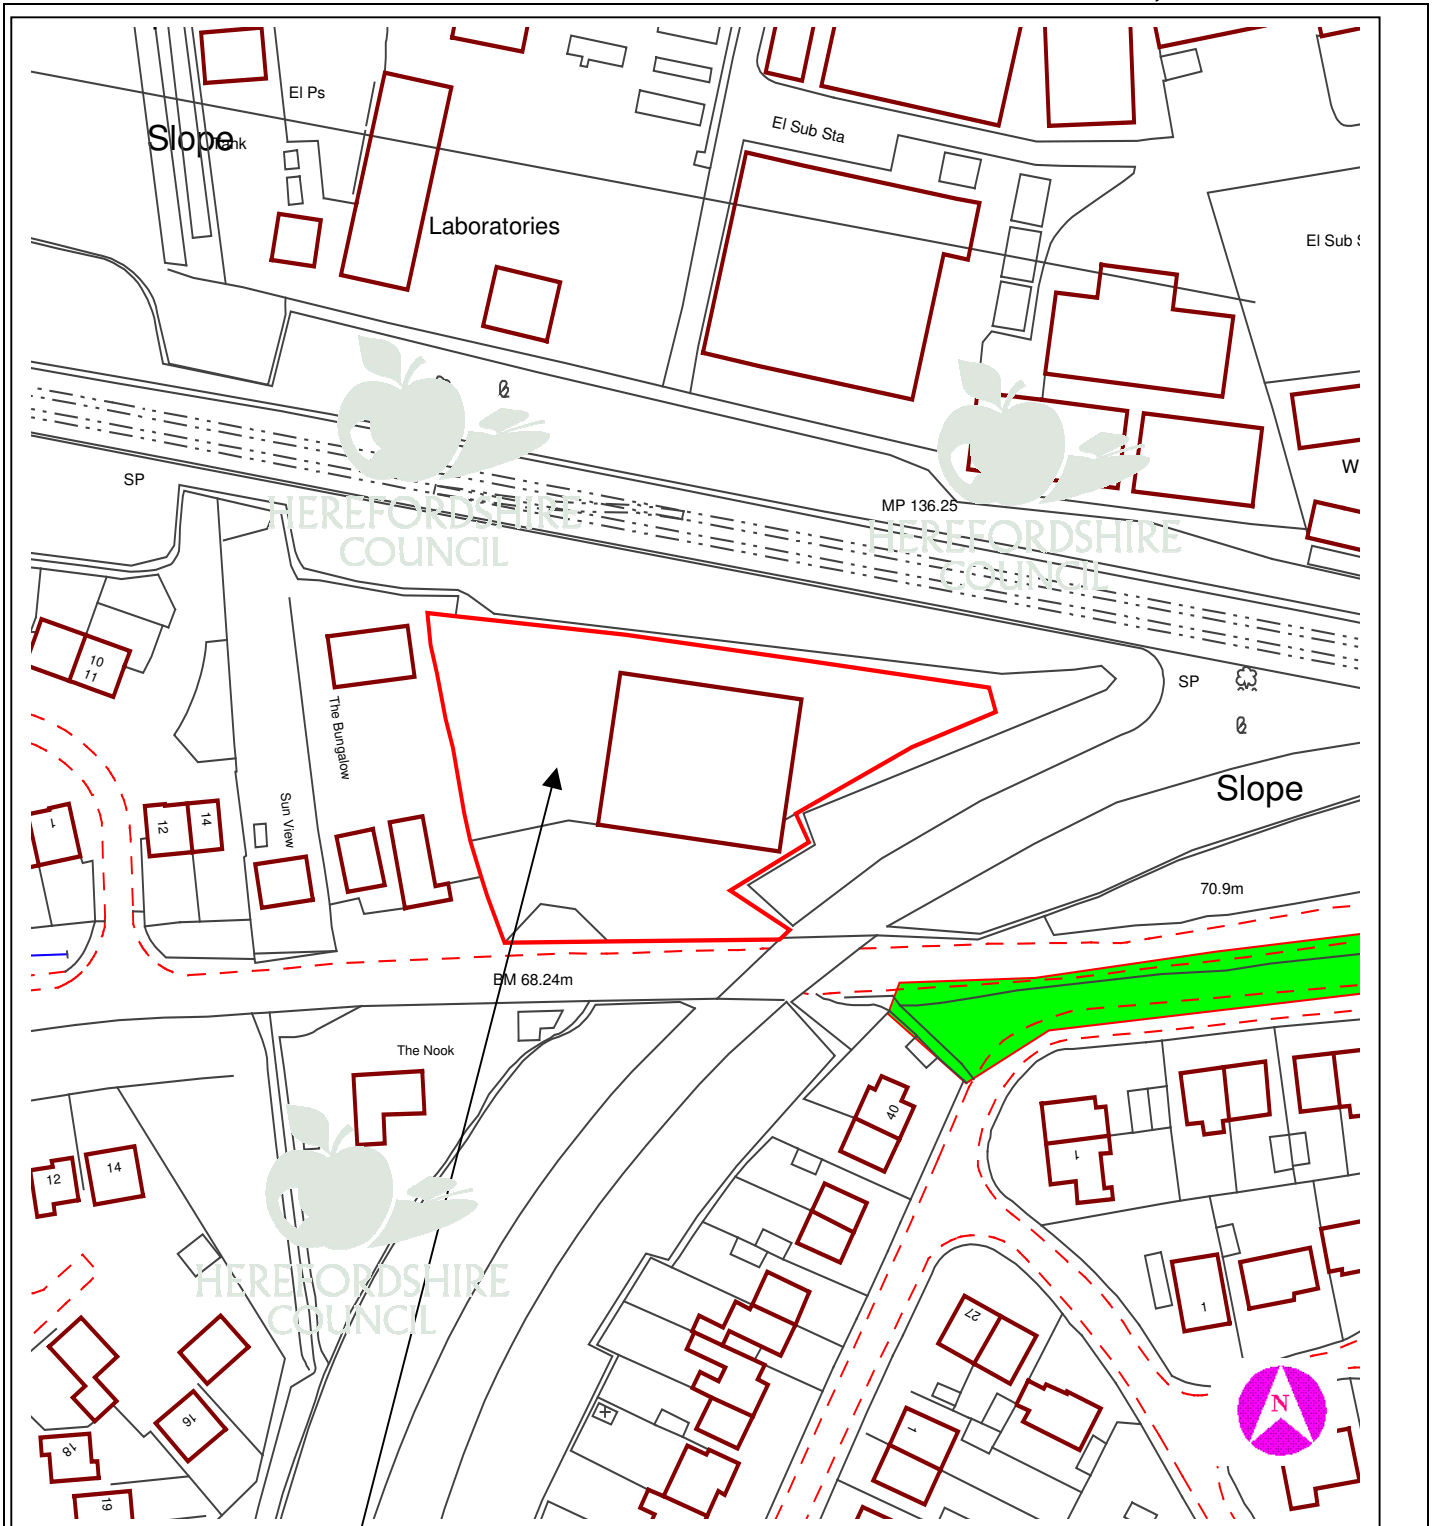 El Ps
Slope
Tank
El Sub Sta
Laboratories
El Sub
SP
MP 136.25
W
HEREFORDSHIRE
COUNCIL
HEREFORDSHIRE
COUNCIL
10
11
The Bungalow
SP
Slope
1
12
14
Sun View
70.9m
BM 68.24m
The Nook
40
12
14
1
HEREFORDSHIRE
COUNCIL
1
27
N
16
18
1
19